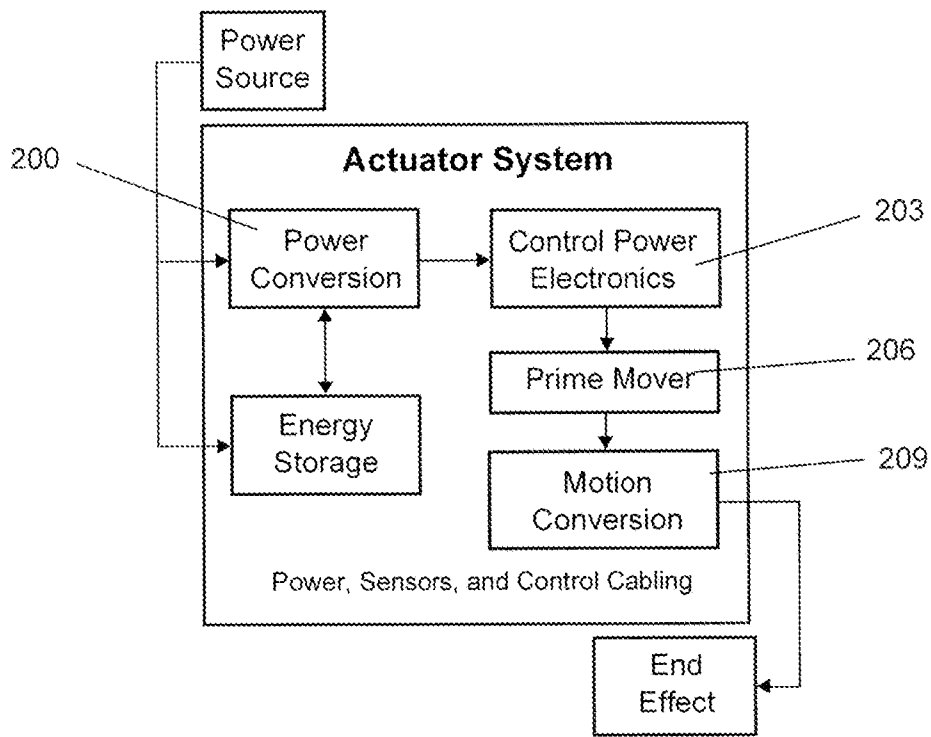 Power
Source
Actuator System
200
Power
Conversion
Control Power
Electronics
203
Prime Mover
206
Energy
Storage
Motion
Conversion
209
Power, Sensors, and Control Cabling
End
Effect